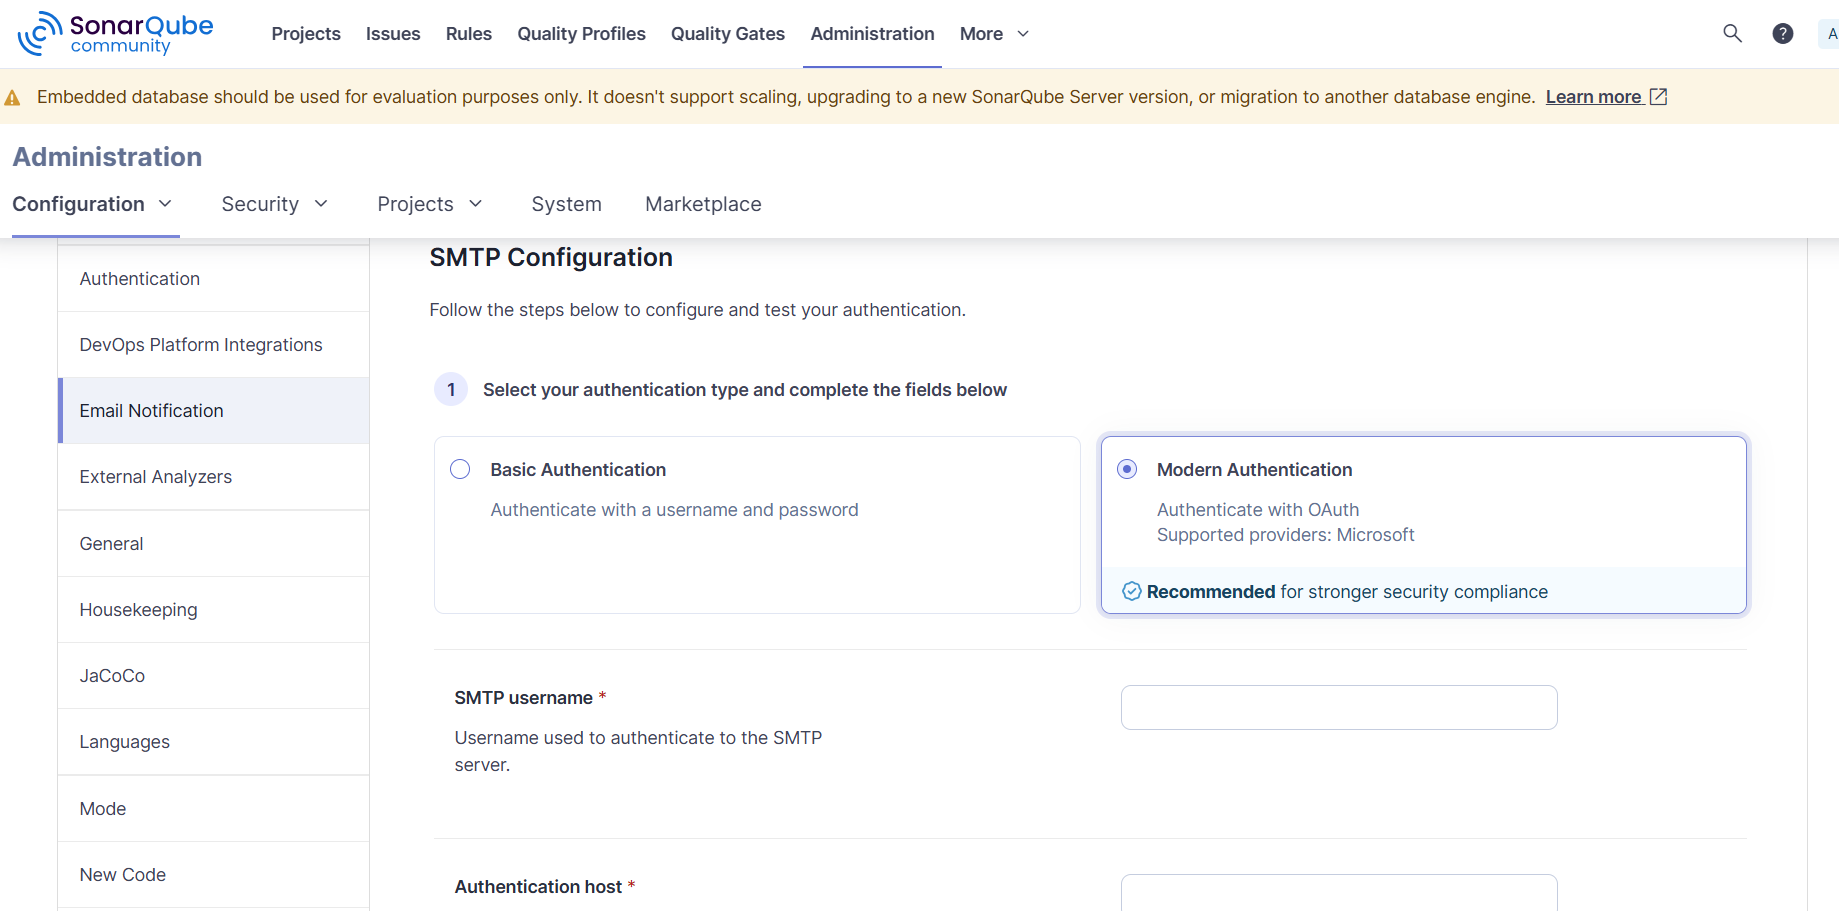 SonarQube
community
Projects Issues Rules Quality Profiles Quality Gates Administration More
? A
Embedded database should be used for evaluation purposes only. It doesn't support scaling, upgrading to a new SonarQube Server version, or migration to another database engine. Learn more
Administration
Configuration Security Projects System Marketplace
Authentication
DevOps Platform Integrations
Email Notification
External Analyzers
General
Housekeeping
JaCoCo
Languages
Mode
New Code
SMTP Configuration
Follow the steps below to configure and test your authentication.
1 Select your authentication type and complete the fields below
Basic Authentication
Authenticate with a username and password
Modern Authentication
Authenticate with OAuth
Supported providers: Microsoft
Recommended for stronger security compliance
SMTP username *
Username used to authenticate to the SMTP
server.
Authentication host *